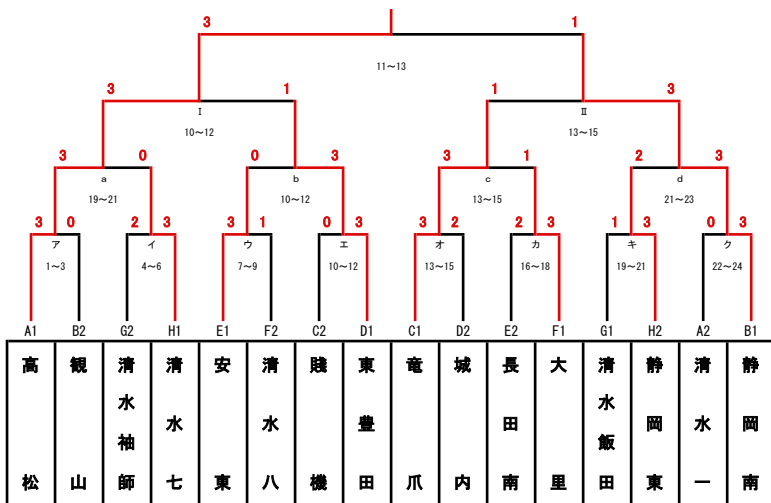 3 1
11~13
3 1 1 3
Ⅰ Ⅱ
10~12 13~15
3 0 0 3 3 1 2 3
a b c d
19~21 10~12 13~15 21~23
3 0 2 3 3 1 0 3 3 2 2 3 1 3 0 3
ア イ ウ エ オ カ キ ク
1~3 4~6 7~9 10~12 13~15 16~18 19~21 22~24
A1 B2 G2 H1 E1 F2 C2 D1 C1 D2 E2 F1 G1 H2 A2 B1
高松
観山
清水袖師
清水七
安東
清水八
賤機
東豊田
竜爪
城内
長田南
大里
清水飯田
静岡東
清水一
静岡南